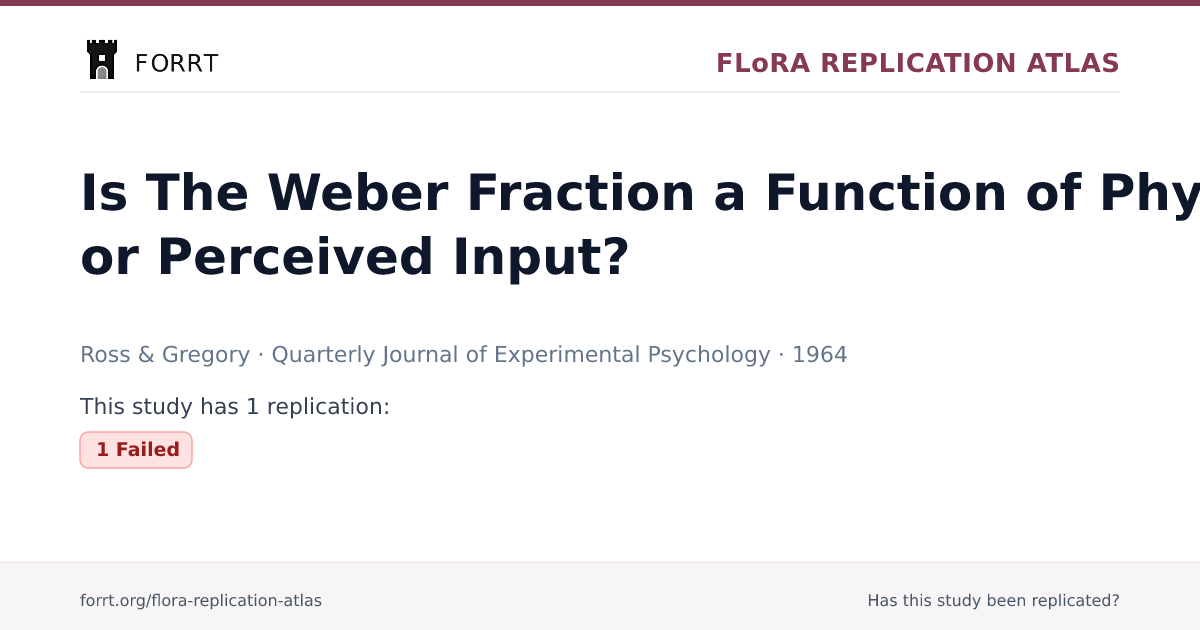 FORRT
FLoRA REPLICATION ATLAS
Is The Weber Fraction a Function of Phy
or Perceived Input?
Ross & Gregory · Quarterly Journal of Experimental Psychology · 1964
This study has 1 replication:
1 Failed
forrt.org/flora-replication-atlas
Has this study been replicated?